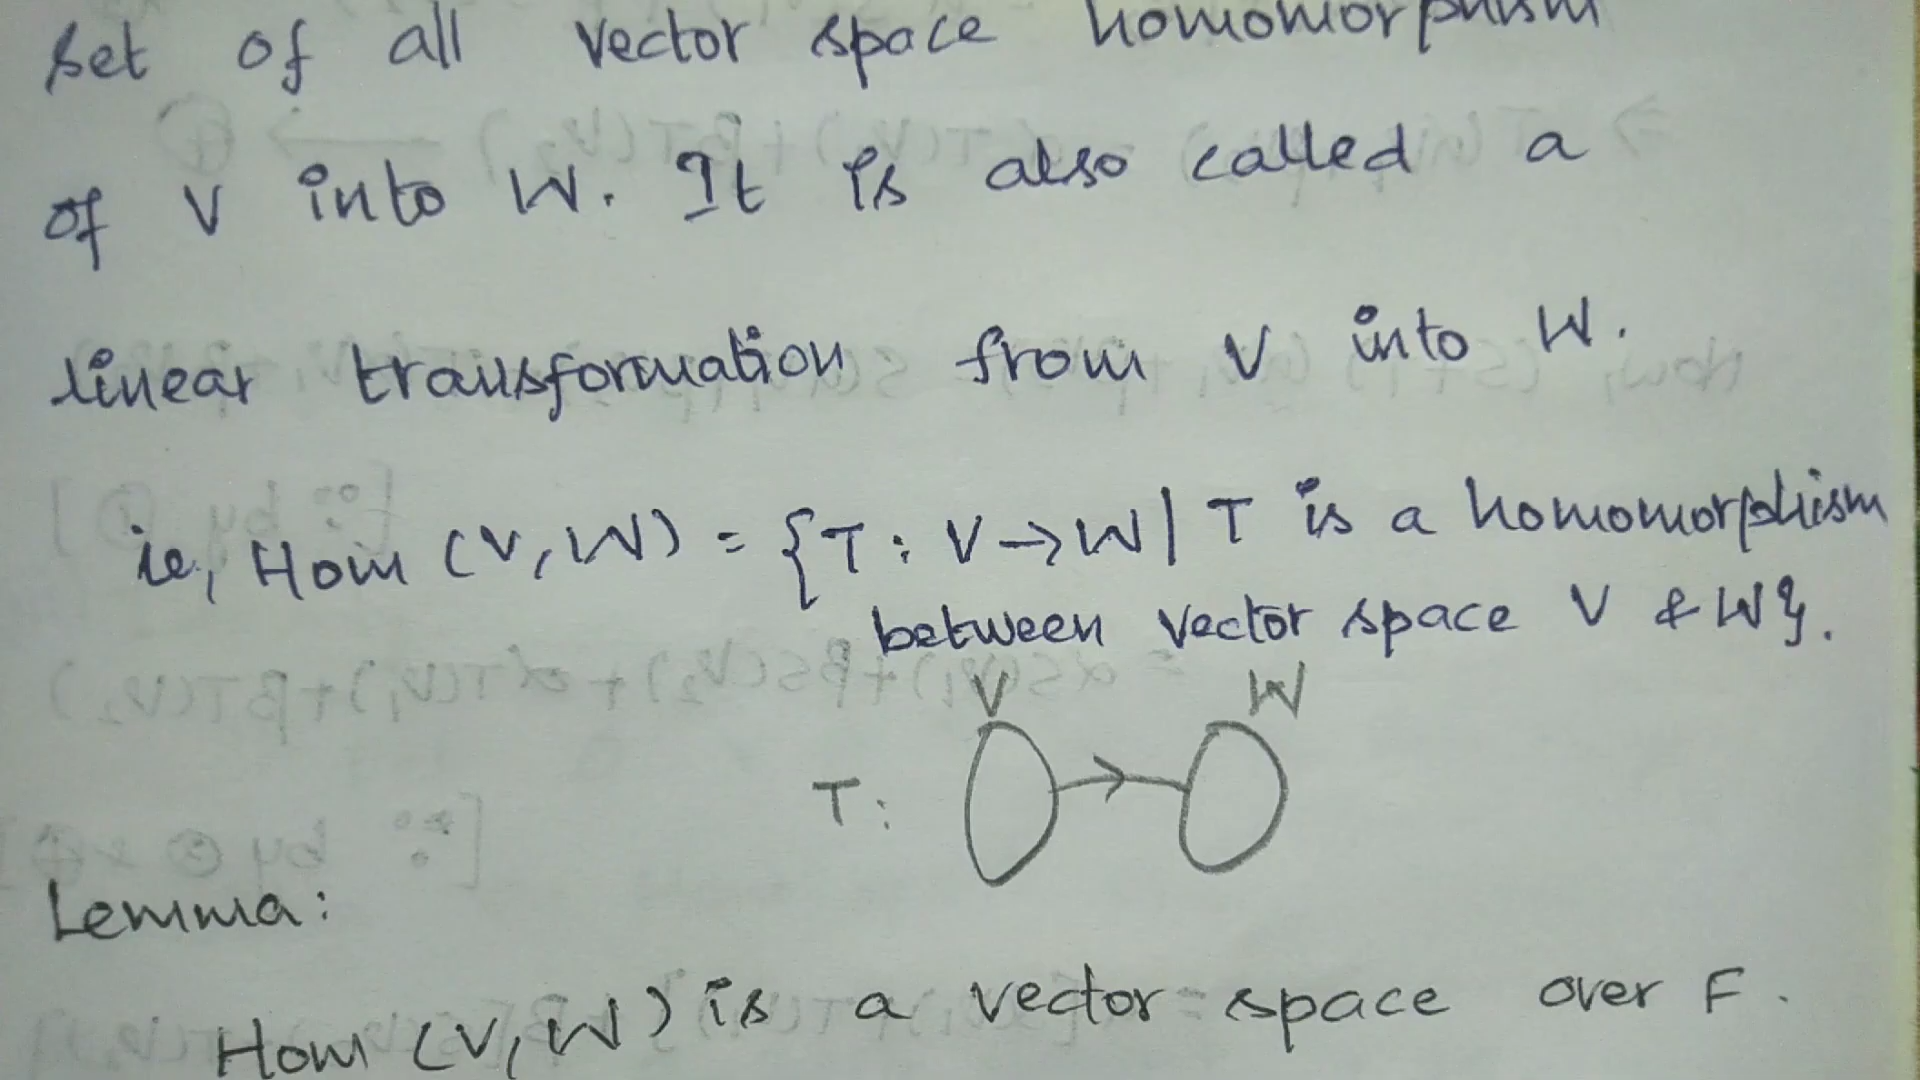 set of all vector space homomorphism
of V into W. It is also called a
linear transformation from V into W.
ie, Hom (V, W) = {T : V → W | T is a homomorphism
between vector space V & W}.
V W
T :
Lemma :
Hom (V, W) is a vector space over F.